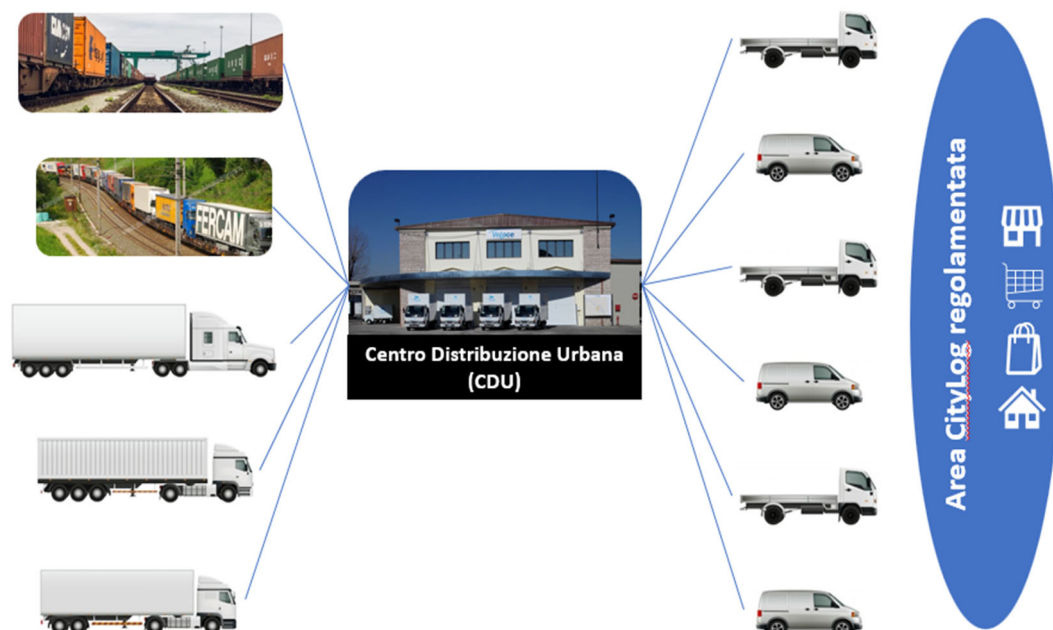 FERCAM
Centro Distribuzione Urbana
(CDU)
Area CityLog regolamentata